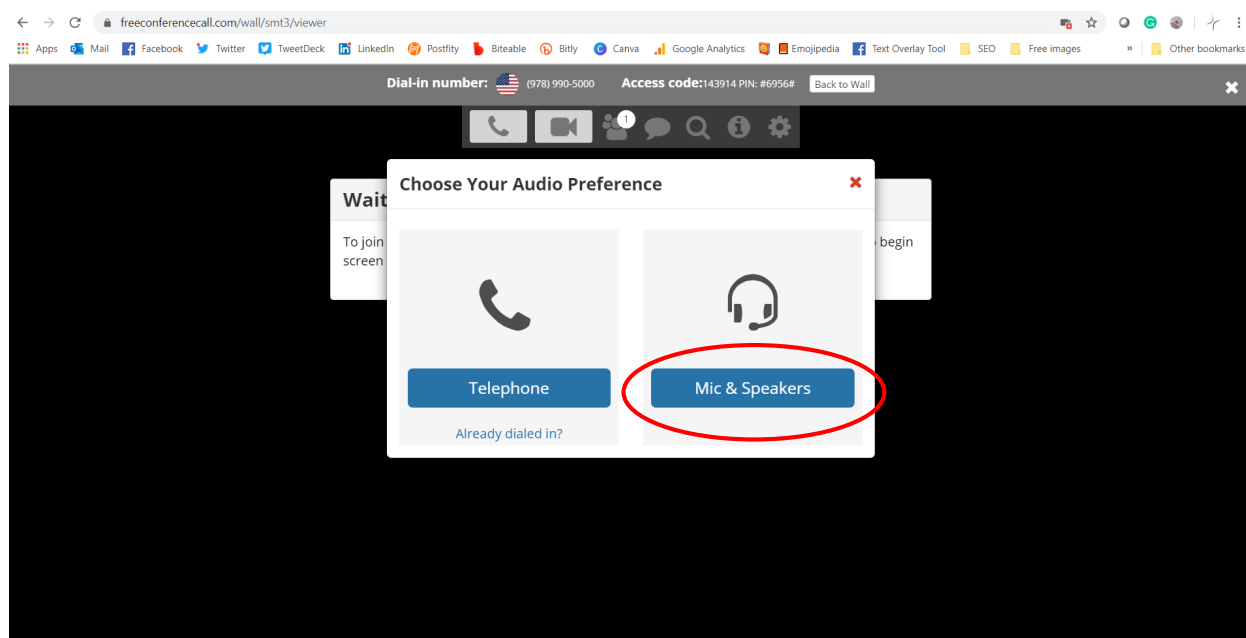 freeconferencecall.com/wall/smt3/viewer
Apps Mail Facebook Twitter TweetDeck LinkedIn Postfity Biteable Bitly Canva Google Analytics Emojipedia Text Overlay Tool SEO Free images » Other bookmarks
Dial-in number: (978) 990-5000 Access code:143914 PIN: #6956# Back to Wall
1
Choose Your Audio Preference
Wait
To join begin
screen
Telephone Mic & Speakers
Already dialed in?